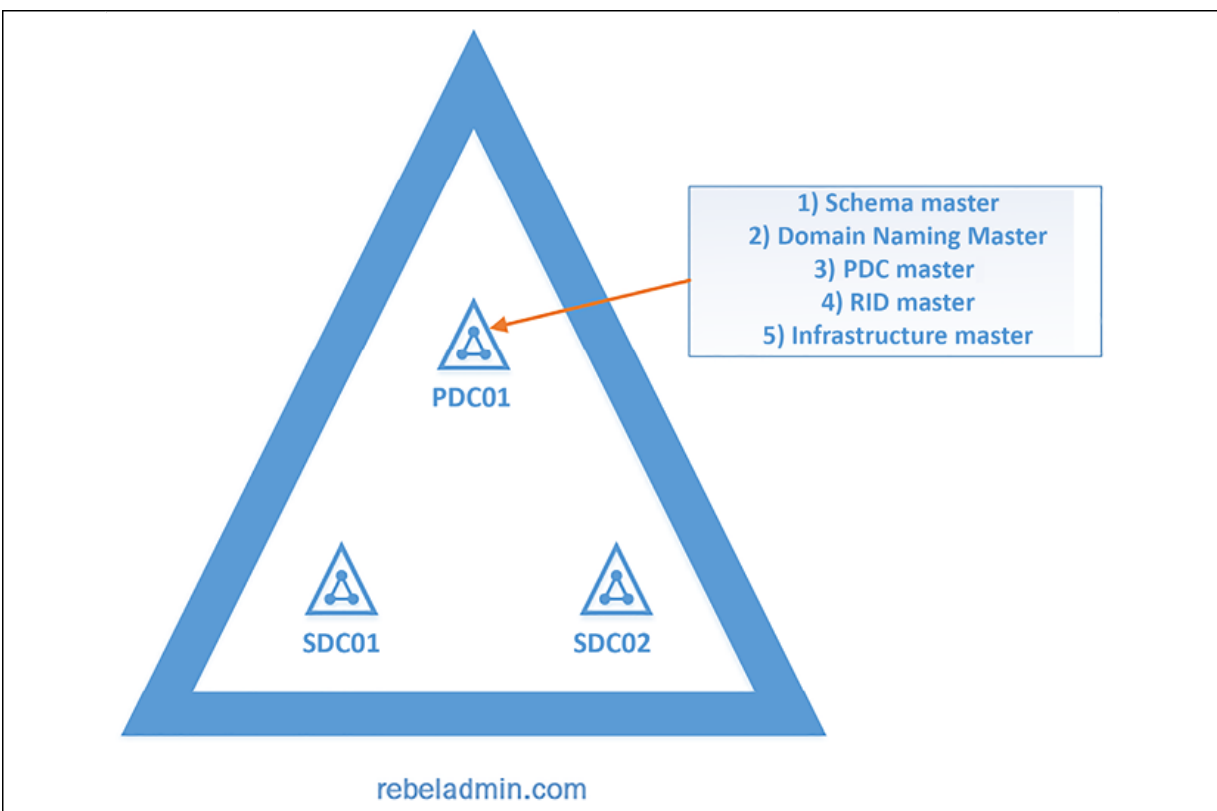 1) Schema master
2) Domain Naming Master
3) PDC master
4) RID master
5) Infrastructure master
PDC01
SDC01
SDC02
rebeladmin.com